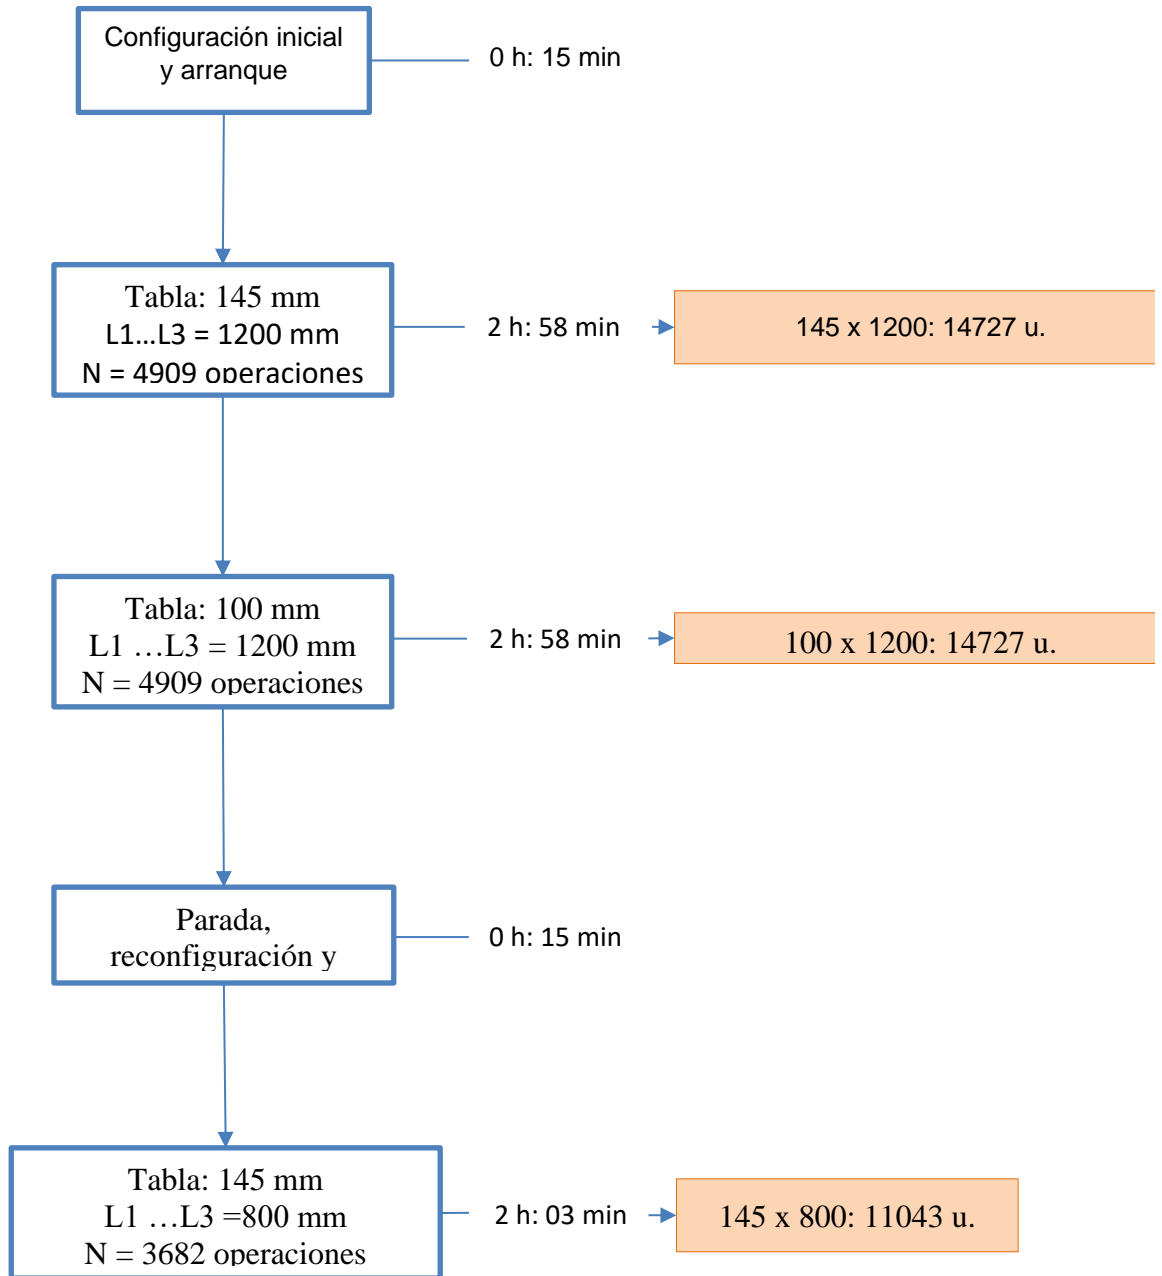 Configuración inicial
y arranque
0 h: 15 min
Tabla: 145 mm
L1...L3 = 1200 mm
N = 4909 operaciones
2 h: 58 min
145 x 1200: 14727 u.
Tabla: 100 mm
L1 ...L3 = 1200 mm
N = 4909 operaciones
2 h: 58 min
100 x 1200: 14727 u.
Parada,
reconfiguración y
0 h: 15 min
Tabla: 145 mm
L1 ...L3 =800 mm
N = 3682 operaciones
2 h: 03 min
145 x 800: 11043 u.